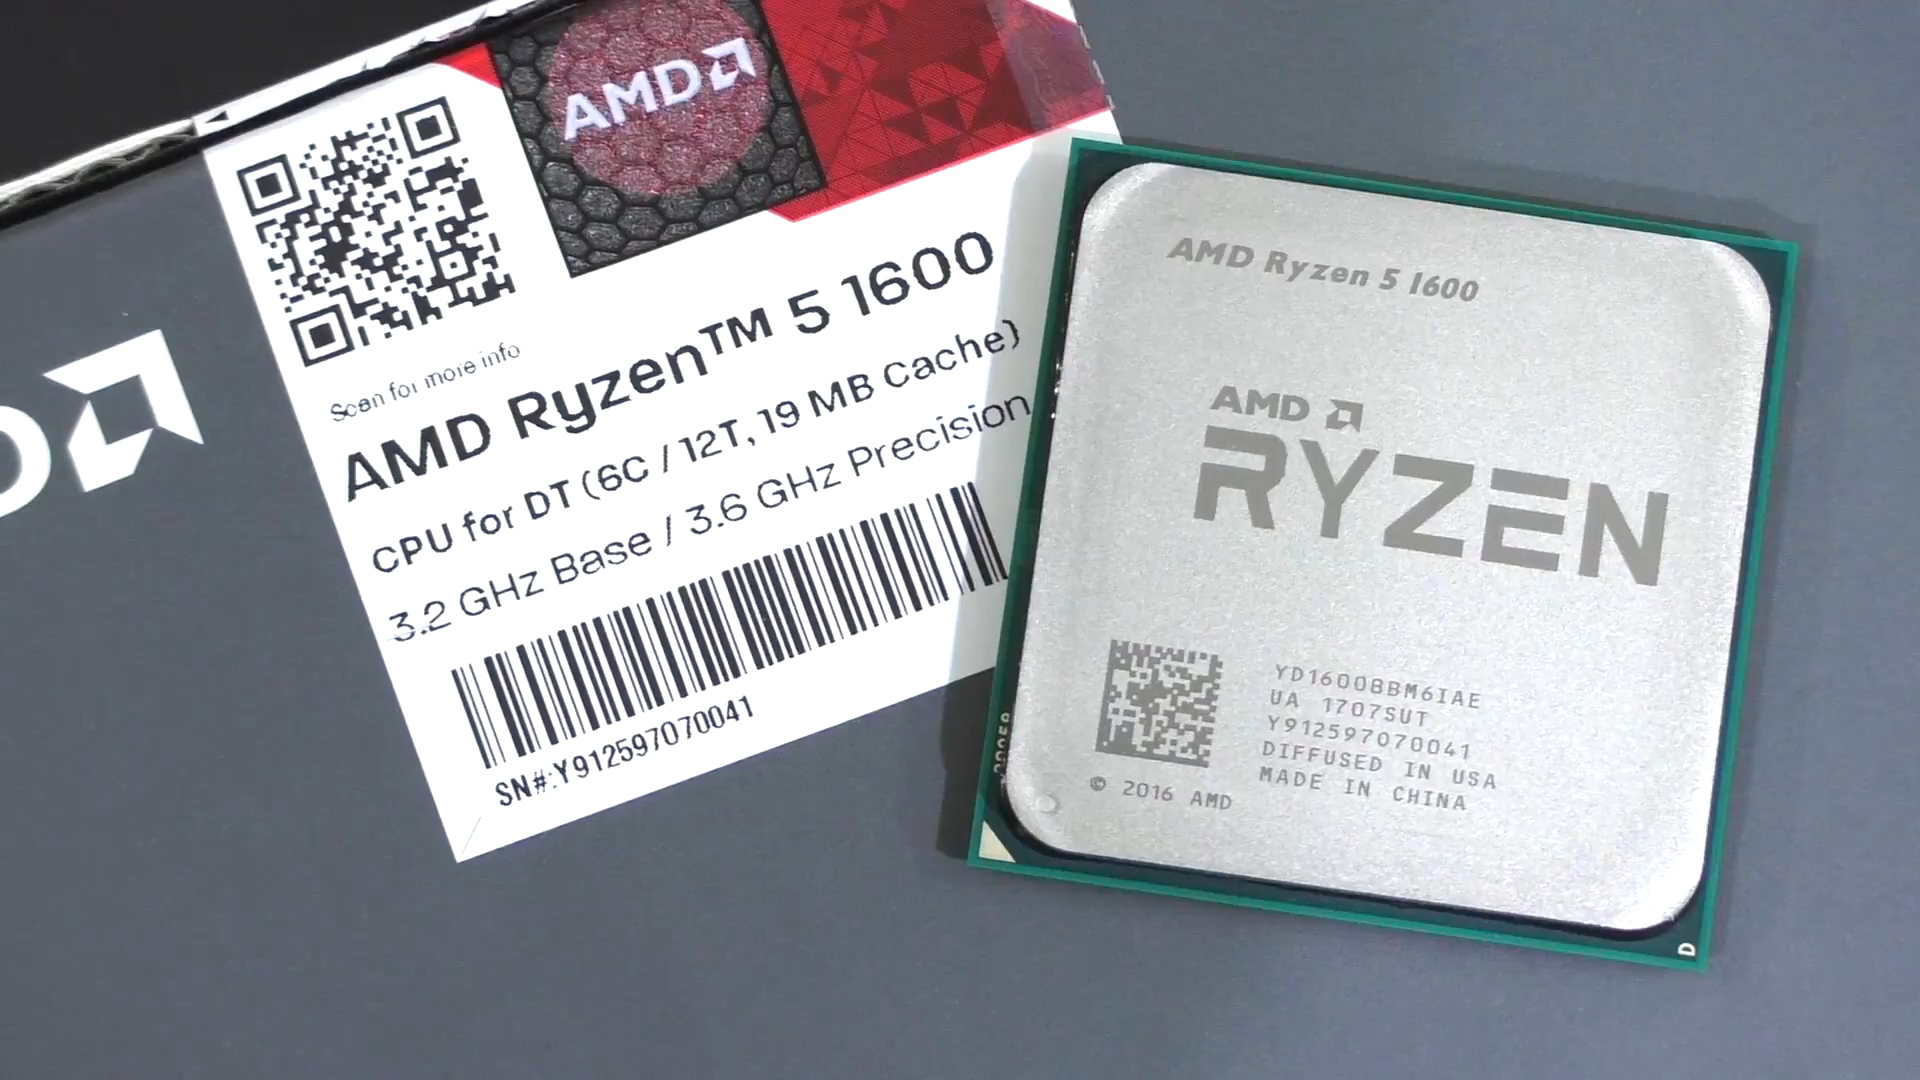 AMD
Scan for more info
AMD Ryzen™ 5 1600
CPU for DT (6C / 12T, 19 MB Cache)
3.2 GHz Base / 3.6 GHz Precision
SN#:Y912597070041
D
AMD Ryzen 5 1600
AMD
RYZEN
YD1600BBM6IAE
UA 1707SUT
Y912597070041
DIFFUSED IN USA
MADE IN CHINA
© 2016 AMD
D